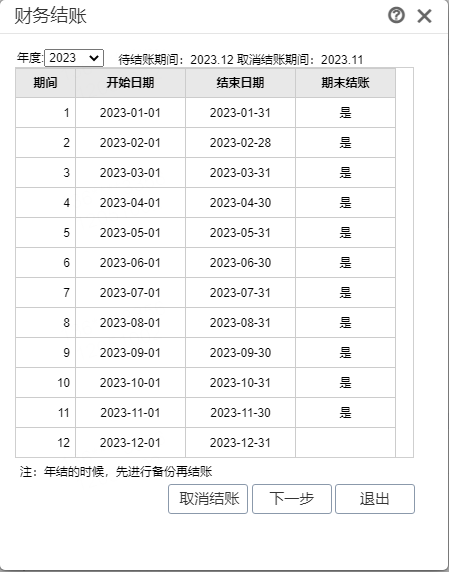 财务结账
年度: 2023 待结账期间：2023.12 取消结账期间：2023.11
期间 开始日期 结束日期 期末结账
1 2023-01-01 2023-01-31 是
2 2023-02-01 2023-02-28 是
3 2023-03-01 2023-03-31 是
4 2023-04-01 2023-04-30 是
5 2023-05-01 2023-05-31 是
6 2023-06-01 2023-06-30 是
7 2023-07-01 2023-07-31 是
8 2023-08-01 2023-08-31 是
9 2023-09-01 2023-09-30 是
10 2023-10-01 2023-10-31 是
11 2023-11-01 2023-11-30 是
12 2023-12-01 2023-12-31
注：年结的时候，先进行备份再结账
取消结账 下一步 退出